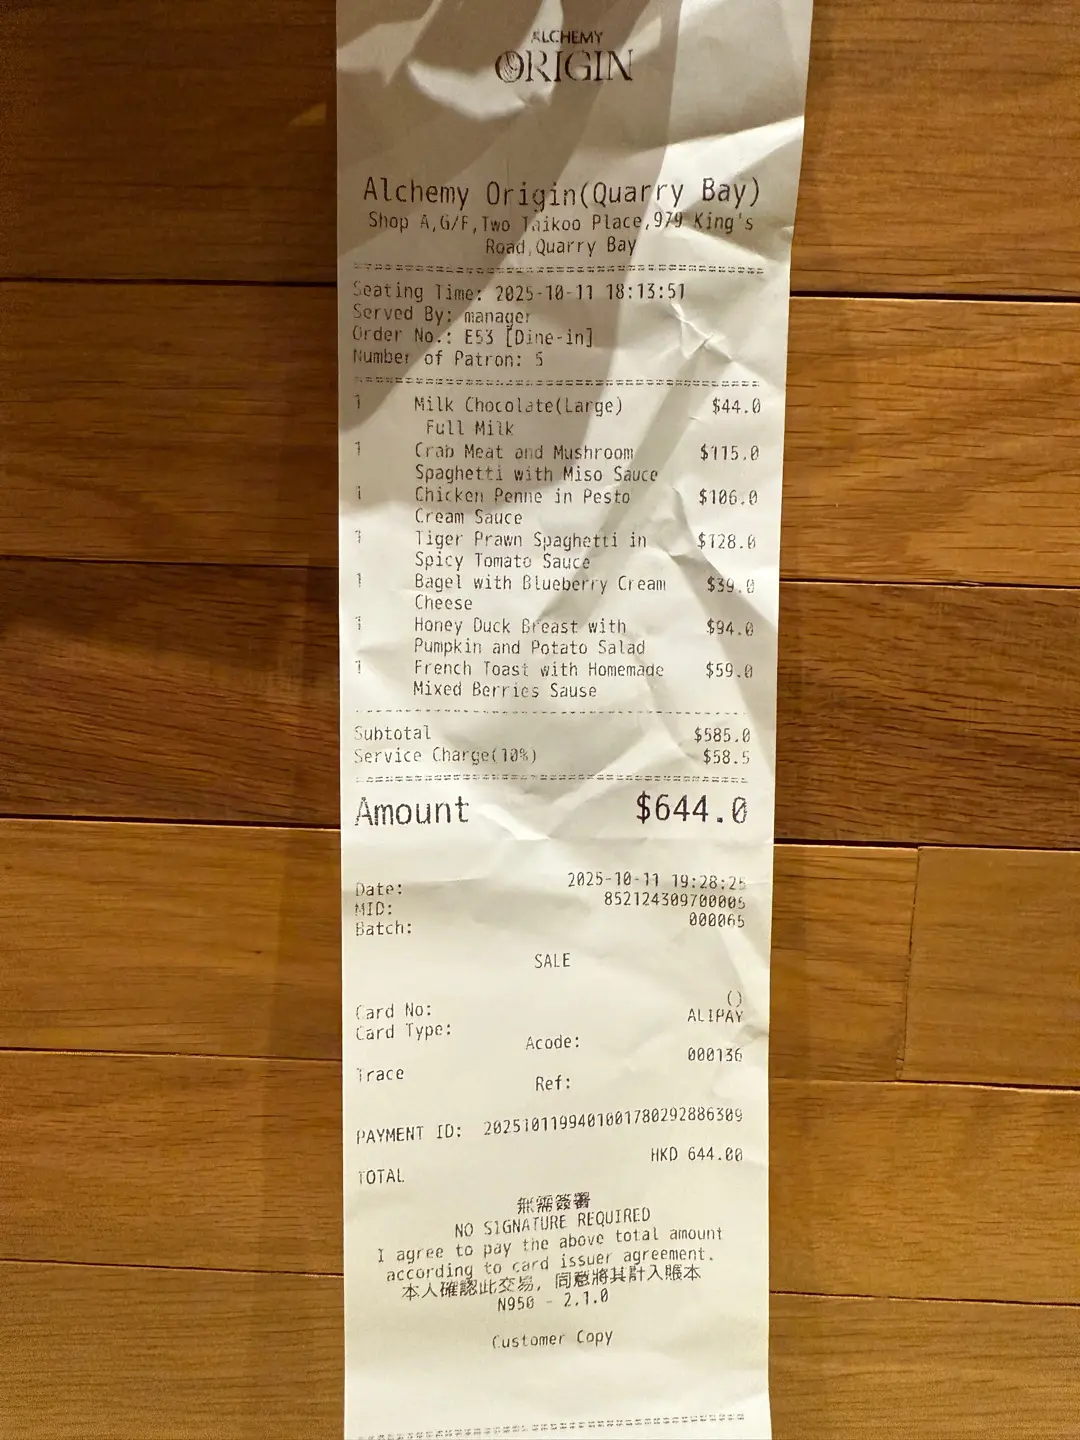 ALCHEMY
ORIGIN
Alchemy Origin(Quarry Bay)
Shop A,G/F,Two Taikoo Place,979 King's
Road,Quarry Bay
Seating Time: 2025-10-11 18:13:51
Served By: manager
Order No.: E53 [Dine-in]
Number of Patron: 5
1 Milk Chocolate(Large) $44.0
Full Milk
1 Crab Meat and Mushroom $115.0
Spaghetti with Miso Sauce
1 Chicken Penne in Pesto $106.0
Cream Sauce
1 Tiger Prawn Spaghetti in $128.0
Spicy Tomato Sauce
1 Bagel with Blueberry Cream $39.0
Cheese
1 Honey Duck Breast with $94.0
Pumpkin and Potato Salad
1 French Toast with Homemade $59.0
Mixed Berries Sause
Subtotal $585.0
Service Charge(10%) $58.5
Amount $644.0
Date: 2025-10-11 19:28:25
MID: 852124309700005
Batch: 000065
SALE
Card No: ()
Card Type: ALIPAY
Acode:
Trace 000136
Ref:
PAYMENT ID: 2025101199401001780292886309
TOTAL HKD 644.00
無需簽署
NO SIGNATURE REQUIRED
I agree to pay the above total amount
according to card issuer agreement.
本人確認此交易, 同意將其計入賬本
N950 - 2.1.0
Customer Copy